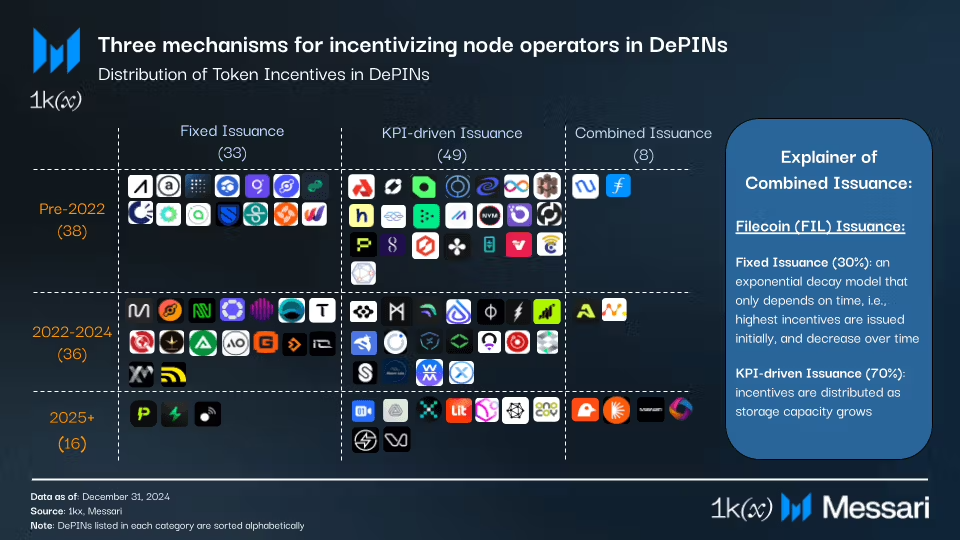 Three mechanisms for incentivizing node operators in DePINs
Distribution of Token Incentives in DePINs
1k(x)
Fixed Issuance
(33)
KPI-driven Issuance
(49)
Combined Issuance
(8)
Pre-2022
(38)
NYM
2022-2024
(36)
2025+
(16)
Lit
Explainer of
Combined Issuance:
Filecoin (FIL) Issuance:
Fixed Issuance (30%): an
exponential decay model that
only depends on time, i.e.,
highest incentives are issued
initially, and decrease over time
KPI-driven Issuance (70%):
incentives are distributed as
storage capacity grows
Data as of: December 31, 2024
Source: 1kx, Messari
Note: DePINs listed in each category are sorted alphabetically
1k(x) Messari